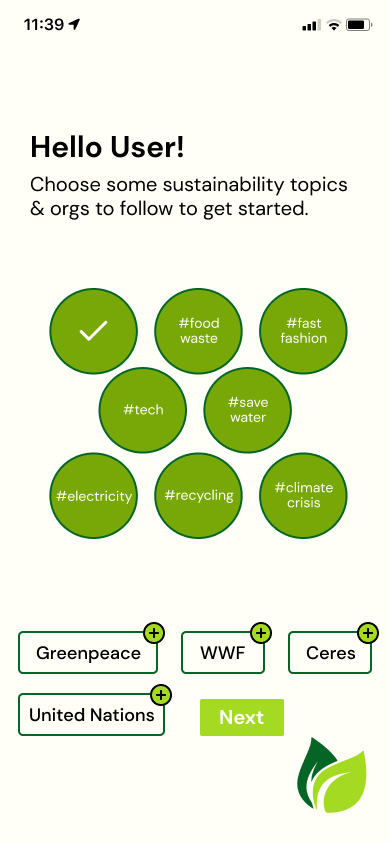 11:39
Hello User!
Choose some sustainability topics
& orgs to follow to get started.
#food
waste
#fast
fashion
#tech
#save
water
#electricity
#recycling
#climate
crisis
Greenpeace
WWF
Ceres
United Nations
Next